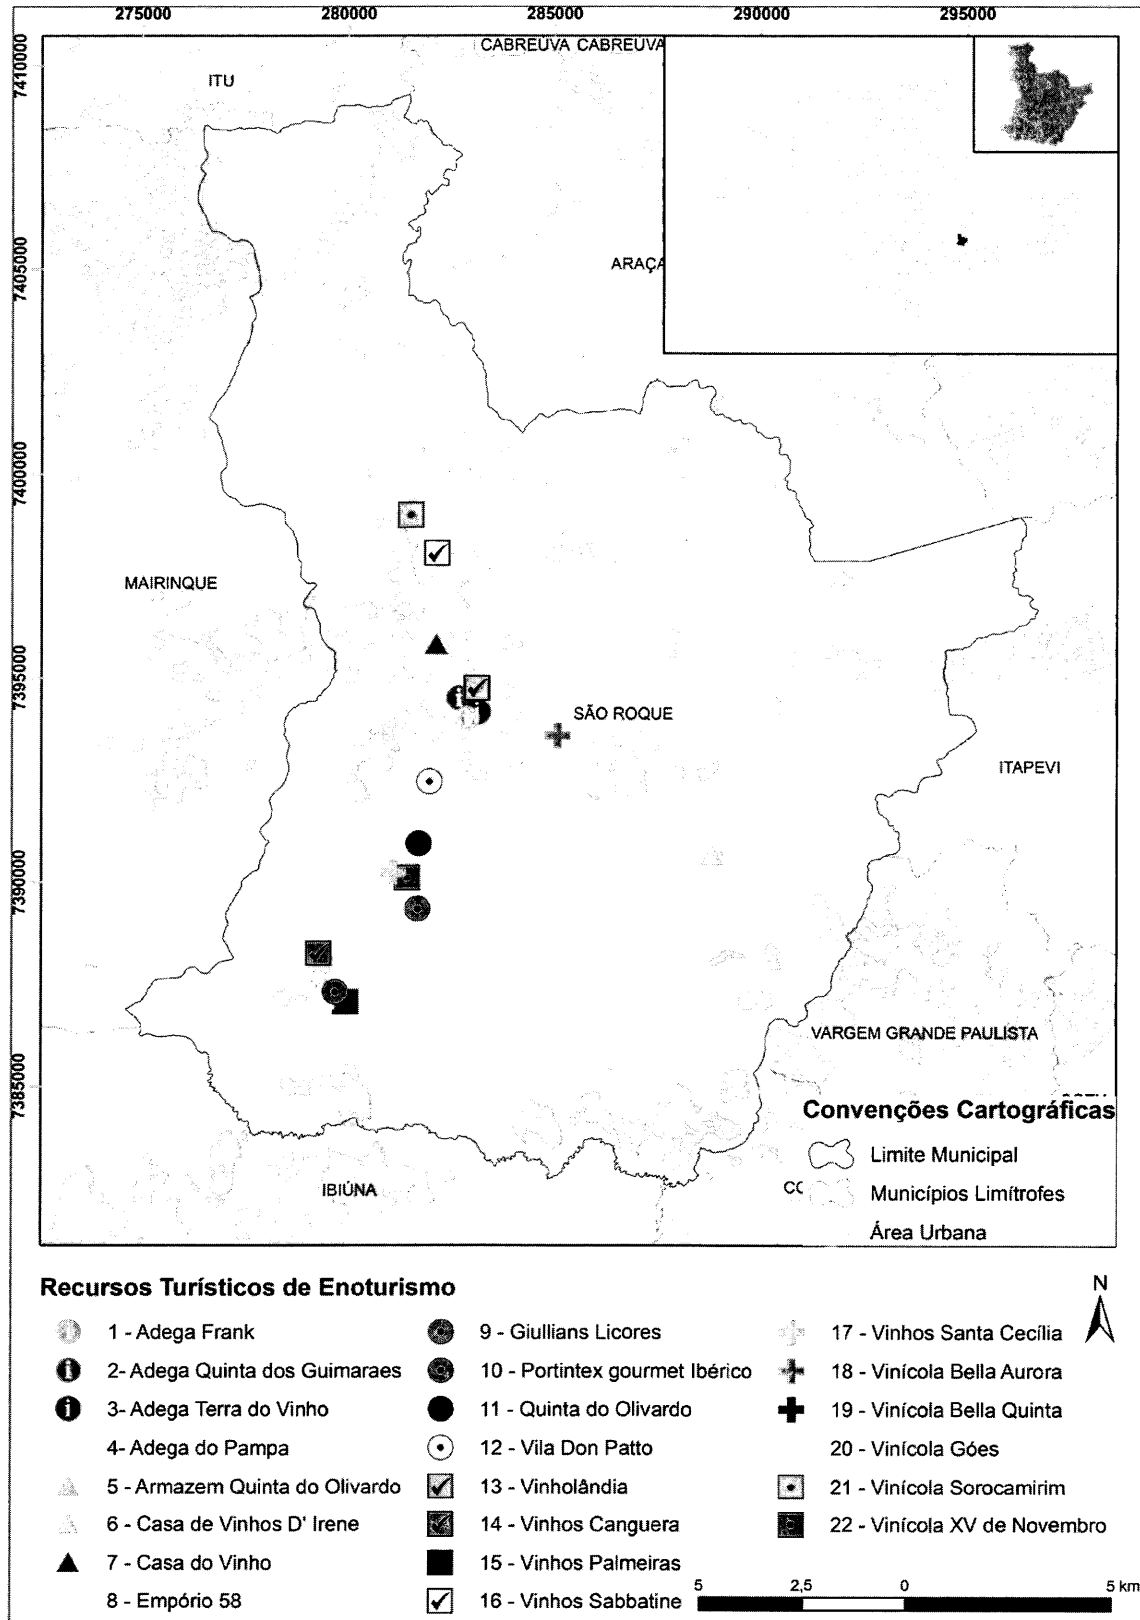 275000 280000 285000 290000 295000
7410000
7405000
7400000
7395000
7390000
7385000
CABREÚVA CABREÚVA
ITU
ARAÇA
MAIRINQUE
SÃO ROQUE
ITAPEVI
VARGEM GRANDE PAULISTA
IBIÚNA
Convenções Cartográficas
Limite Municipal
Municípios Limítrofes
Área Urbana
Recursos Turísticos de Enoturismo
N
1 - Adega Frank
2- Adega Quinta dos Guimaraes
3- Adega Terra do Vinho
4- Adega do Pampa
5 - Armazem Quinta do Olivardo
6 - Casa de Vinhos D' Irene
7 - Casa do Vinho
8 - Empório 58
9 - Giullians Licores
10 - Portintex gourmet Ibérico
11 - Quinta do Olivardo
12 - Vila Don Patto
13 - Vinholândia
14 - Vinhos Canguera
15 - Vinhos Palmeiras
16 - Vinhos Sabbatine
17 - Vinhos Santa Cecília
18 - Vinícola Bella Aurora
19 - Vinícola Bella Quinta
20 - Vinícola Góes
21 - Vinícola Sorocamirim
22 - Vinícola XV de Novembro
5 2,5 0 5 km